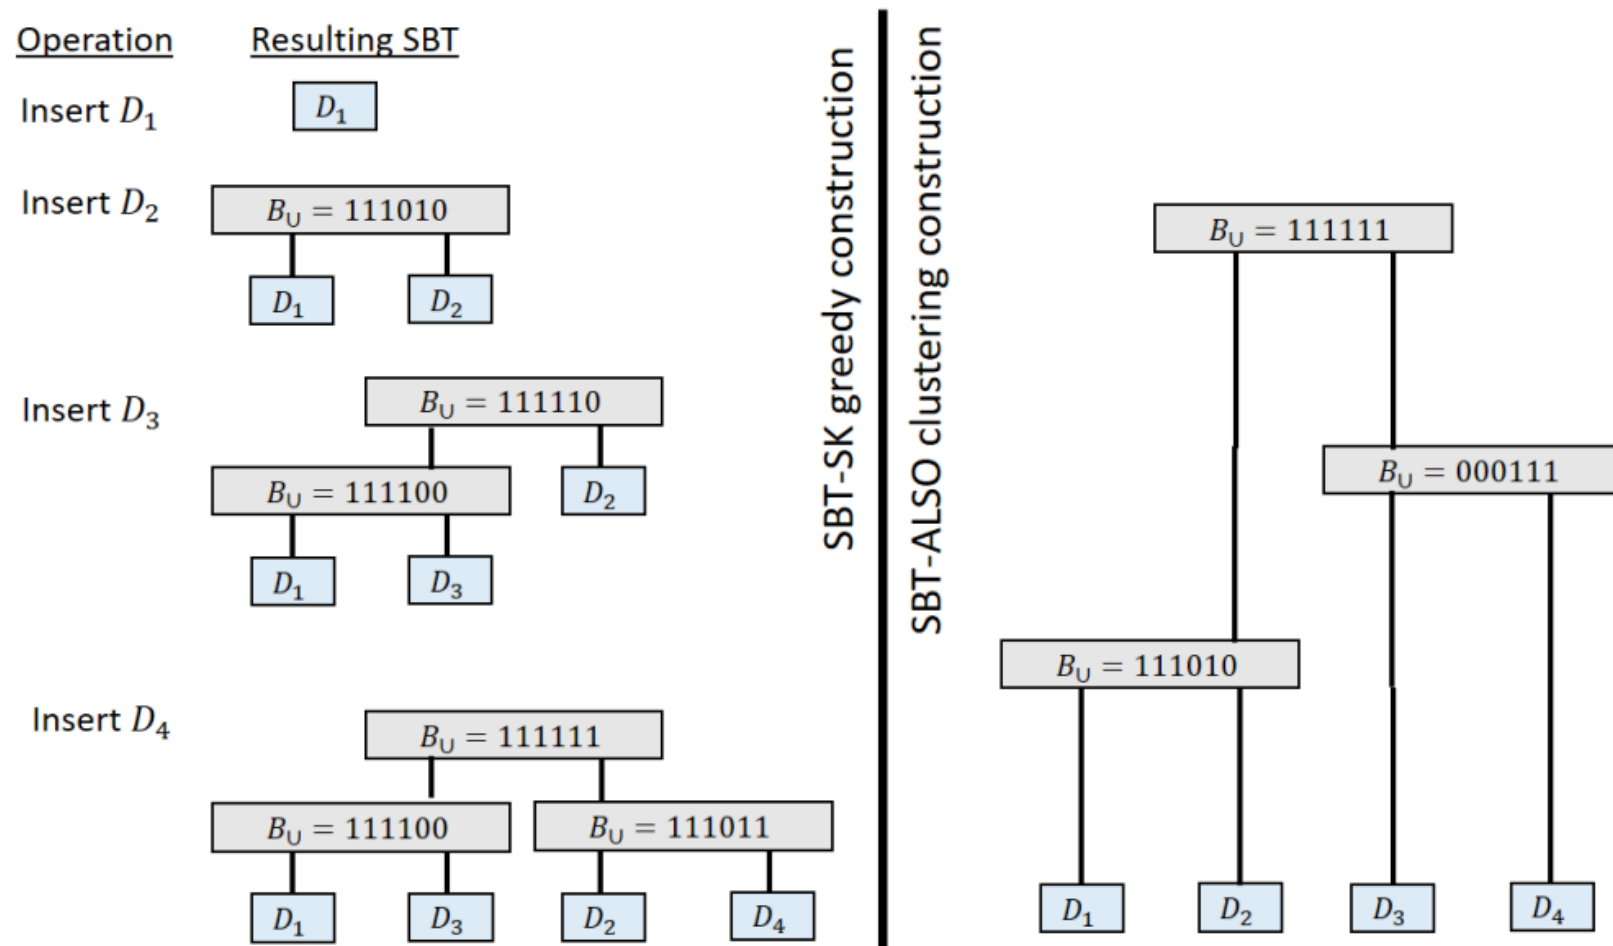 Operation Resulting SBT
Insert D₁
D₁
Insert D₂
B∪ = 111010
D₁ D₂
Insert D₃
B∪ = 111110
B∪ = 111100 D₂
D₁ D₃
Insert D₄
B∪ = 111111
B∪ = 111100 B∪ = 111011
D₁ D₃ D₂ D₄
SBT-SK greedy construction
SBT-ALSO clustering construction
B∪ = 111111
B∪ = 000111
B∪ = 111010
D₁ D₂ D₃ D₄